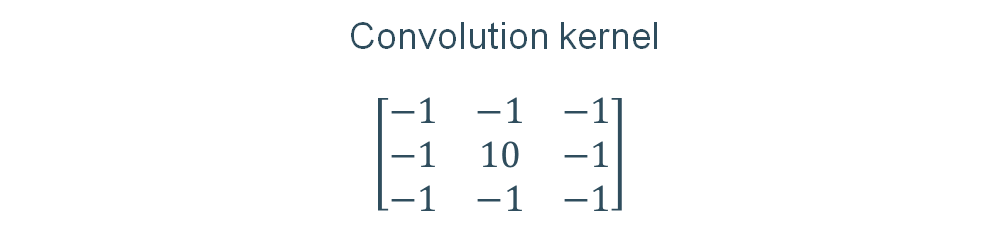 Convolution kernel
−1 −1 −1
−1 10 −1
−1 −1 −1